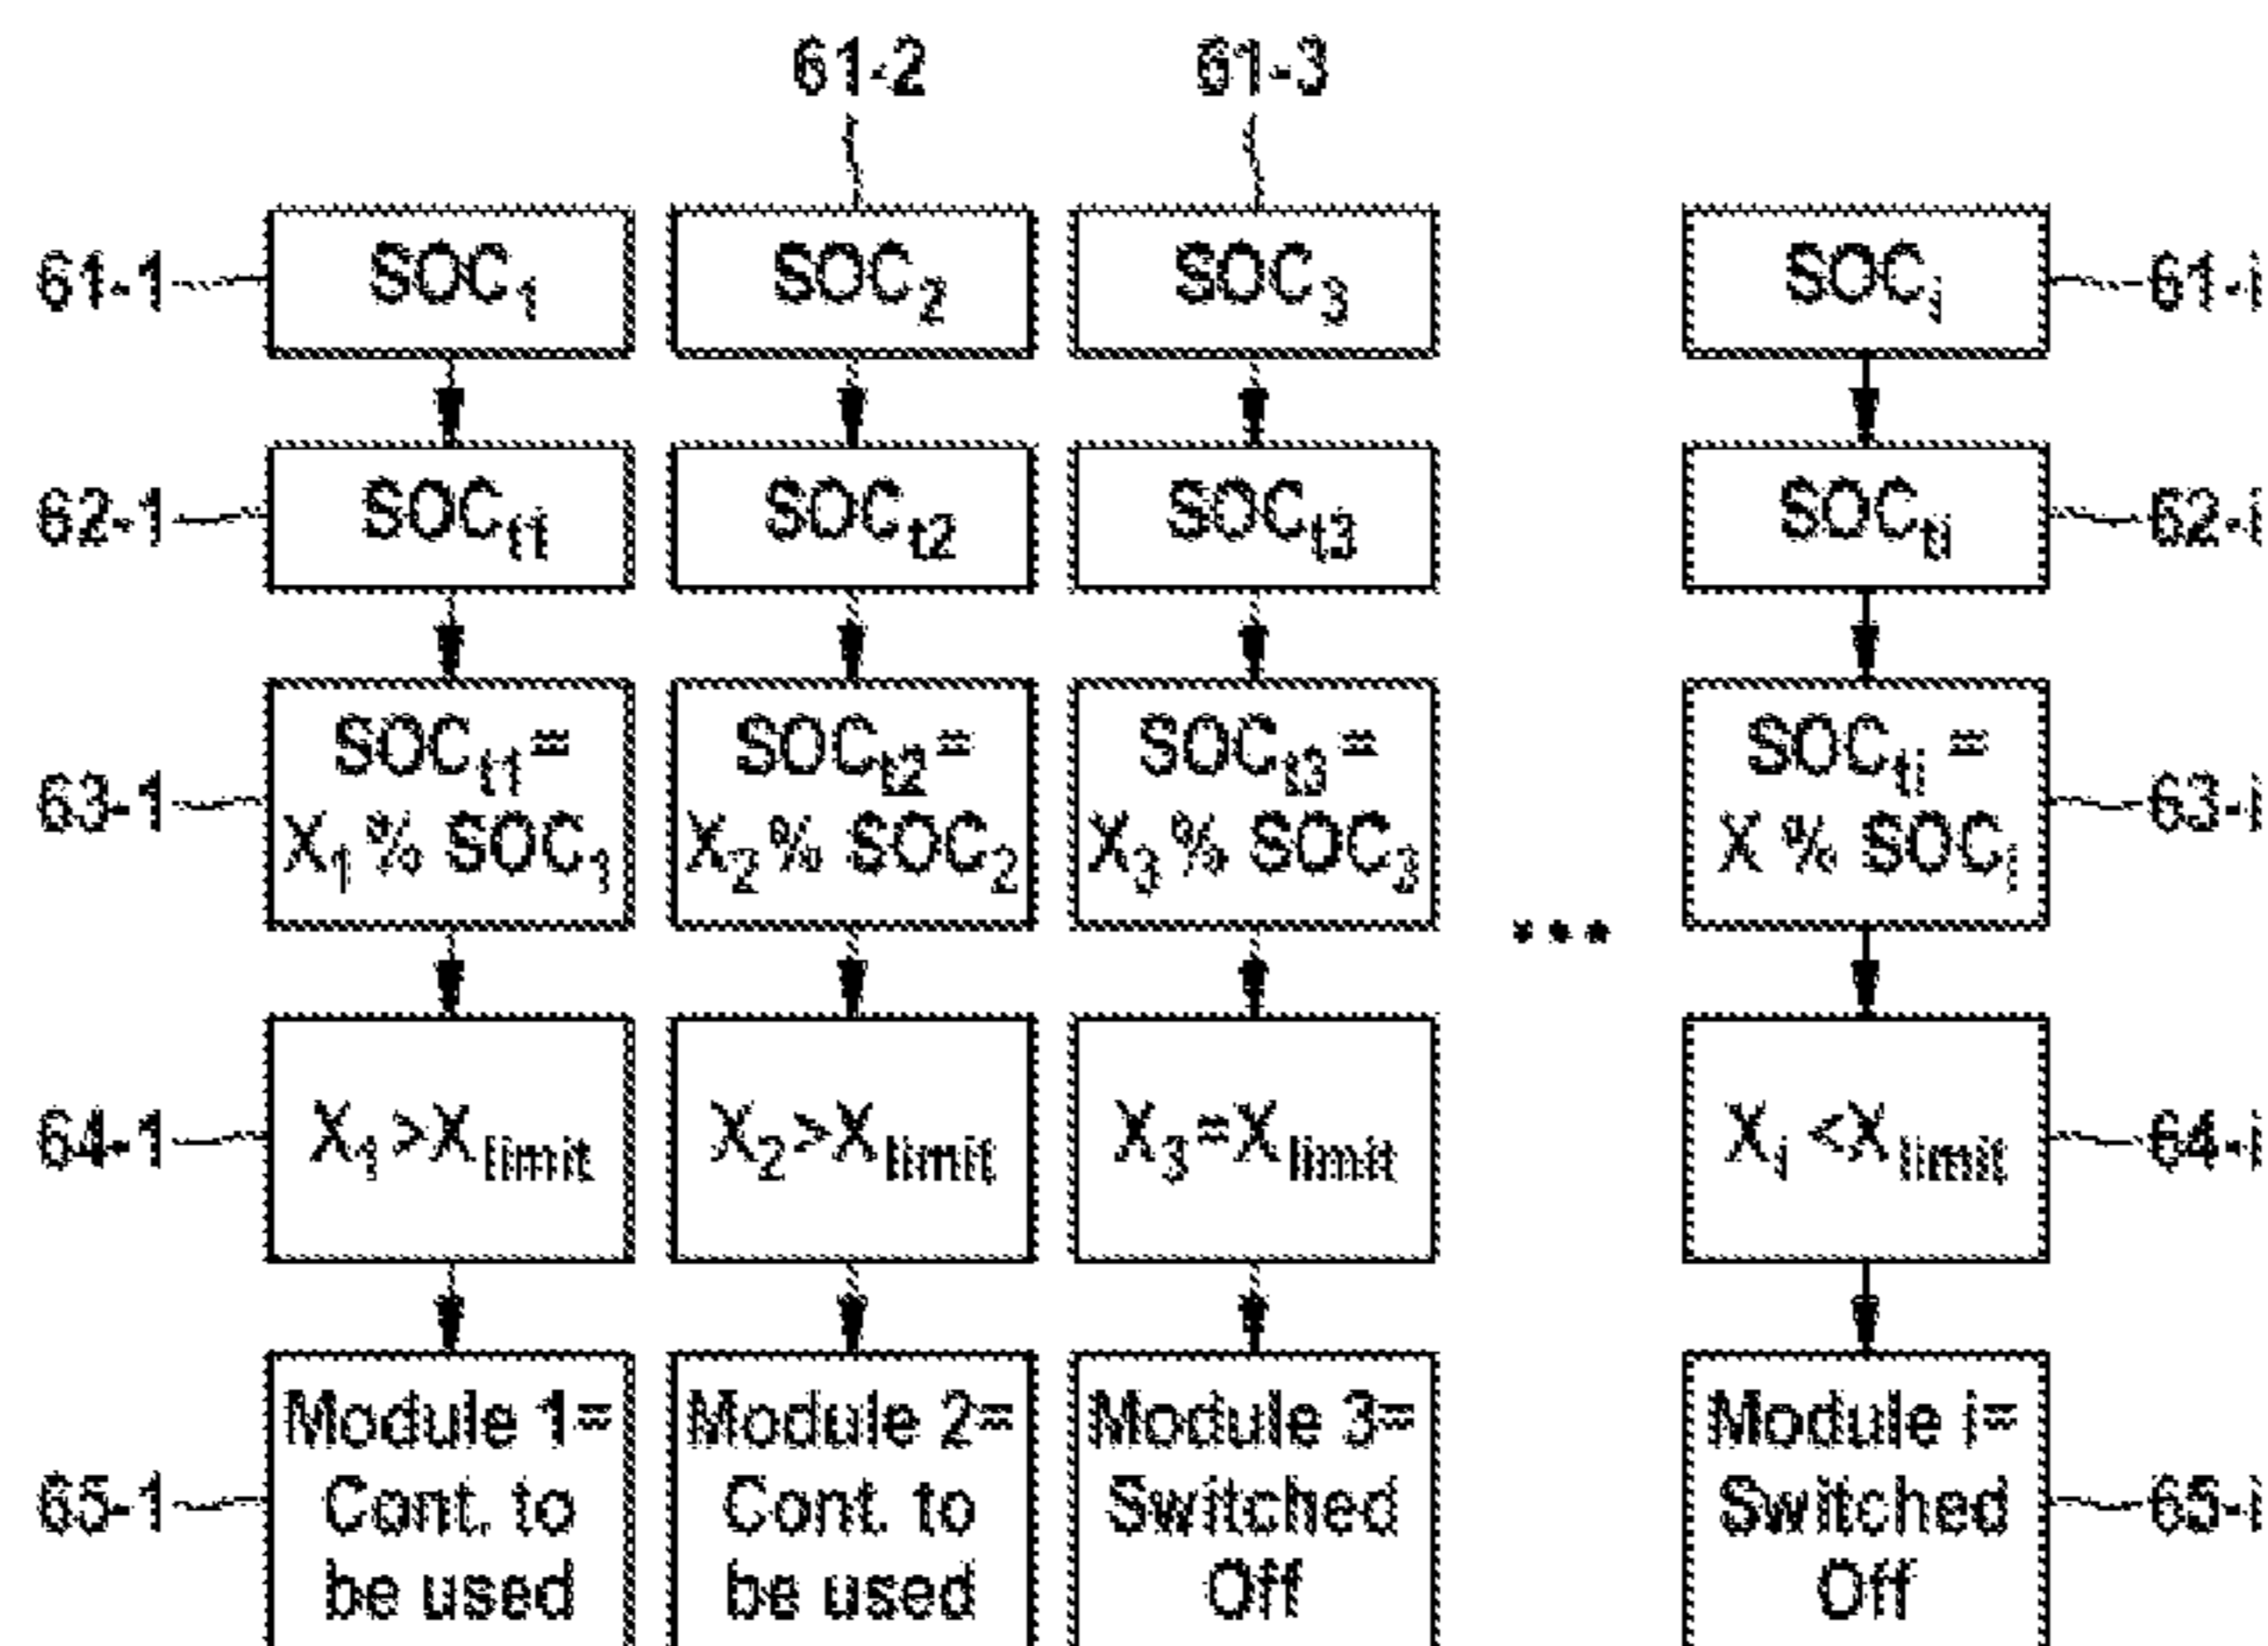 61-2 61-3
61-1 SOC1 SOC2 SOC3 SOCi 61-i
62-1 SOCt1 SOCt2 SOCt3 SOCti 62-i
SOCt1= SOCt2= SOCt3= SOCti =
63-1 63-i
X1 % SOC1 X2 % SOC2 X3 % SOC3 X % SOCi
...
64-1 X1 >Xlimit X2>Xlimit X3=Xlimit Xi <Xlimit 64-i
Module 1= Module 2= Module 3= Module i=
65-1 Cont. to Cont. to Switched Switched 65-i
be used be used Off Off